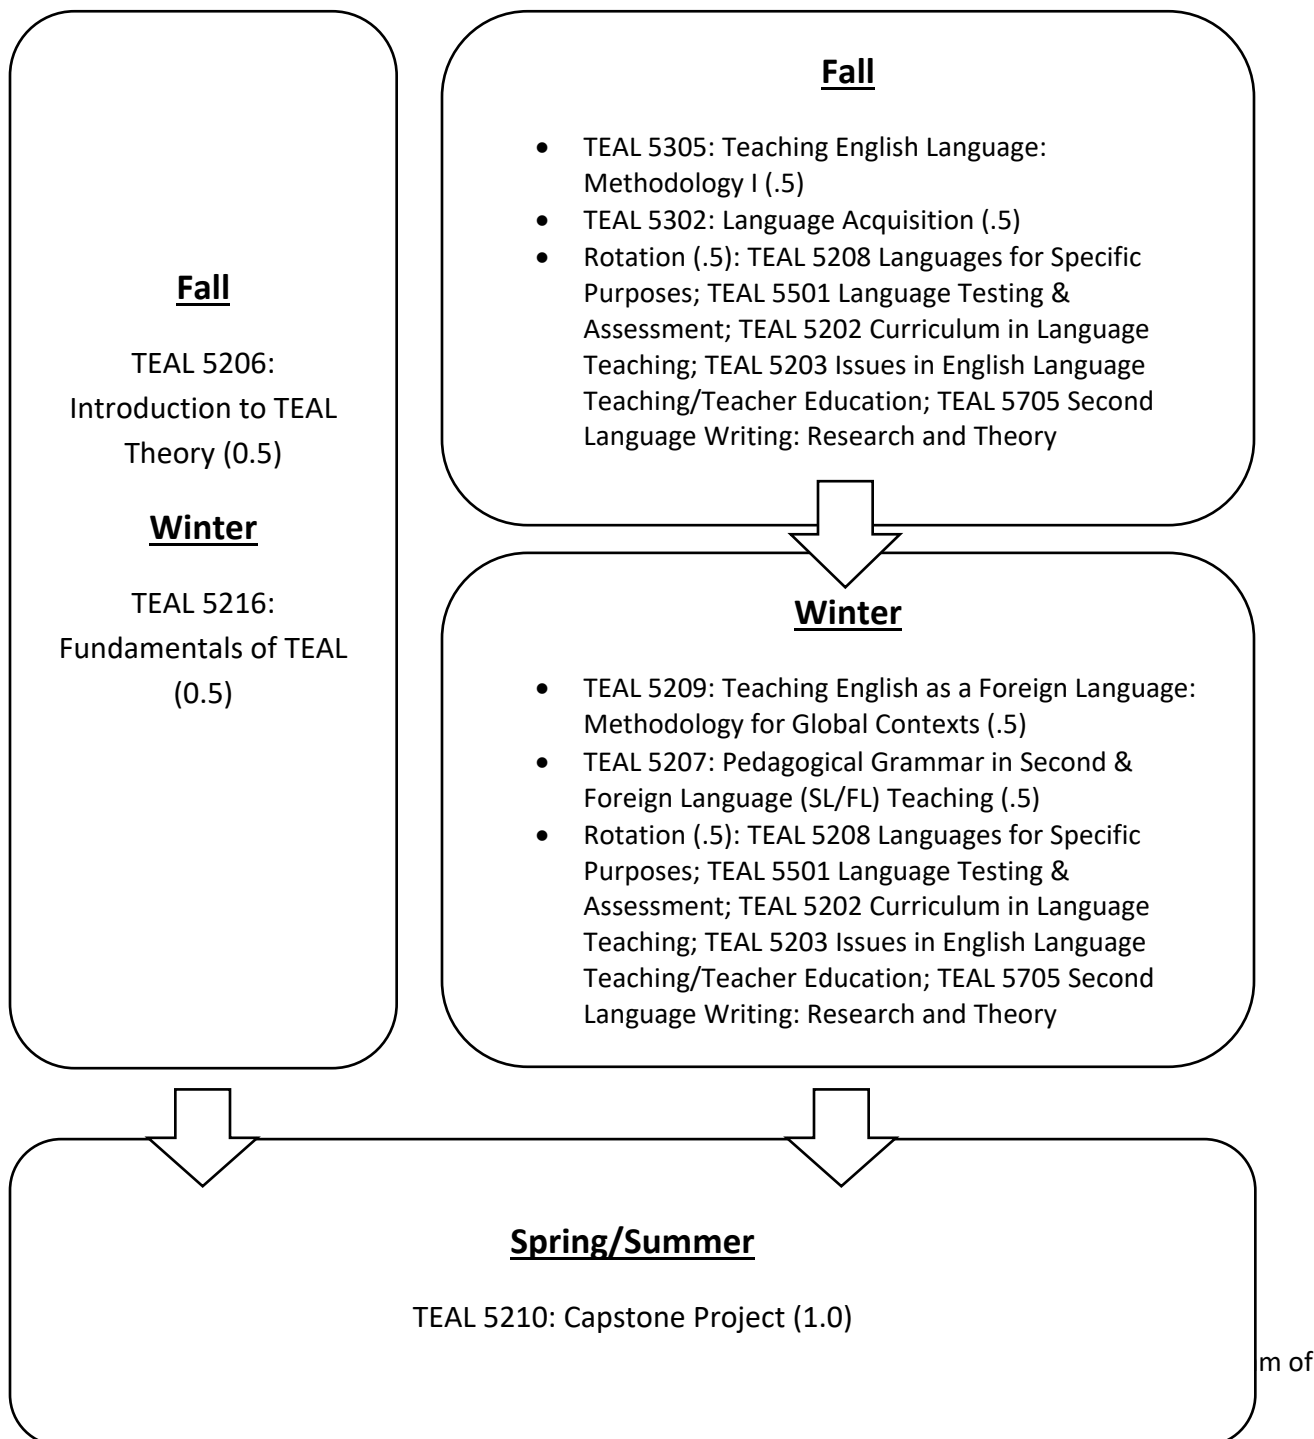 Fall
TEAL 5206:
Introduction to TEAL
Theory (0.5)
Winter
TEAL 5216:
Fundamentals of TEAL
(0.5)
Fall
• TEAL 5305: Teaching English Language:
Methodology I (.5)
• TEAL 5302: Language Acquisition (.5)
• Rotation (.5): TEAL 5208 Languages for Specific
Purposes; TEAL 5501 Language Testing &
Assessment; TEAL 5202 Curriculum in Language
Teaching; TEAL 5203 Issues in English Language
Teaching/Teacher Education; TEAL 5705 Second
Language Writing: Research and Theory
Winter
• TEAL 5209: Teaching English as a Foreign Language:
Methodology for Global Contexts (.5)
• TEAL 5207: Pedagogical Grammar in Second &
Foreign Language (SL/FL) Teaching (.5)
• Rotation (.5): TEAL 5208 Languages for Specific
Purposes; TEAL 5501 Language Testing &
Assessment; TEAL 5202 Curriculum in Language
Teaching; TEAL 5203 Issues in English Language
Teaching/Teacher Education; TEAL 5705 Second
Language Writing: Research and Theory
Spring/Summer
TEAL 5210: Capstone Project (1.0)
m of